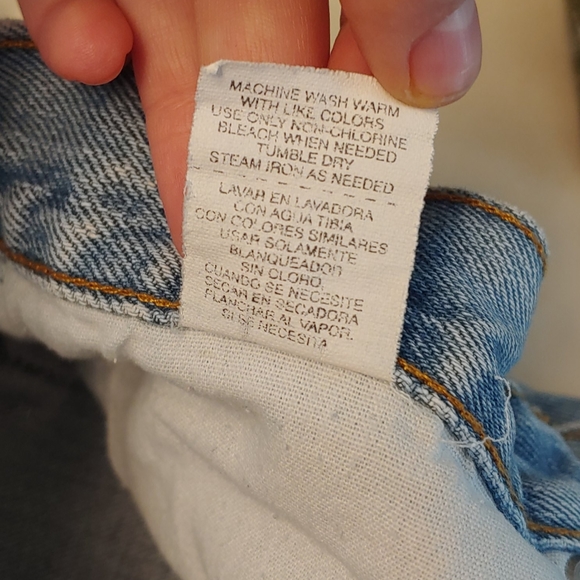 MACHINE WASH WARM
WITH LIKE COLORS
USE ONLY NON-CHLORINE
BLEACH WHEN NEEDED
TUMBLE DRY
STEAM IRON AS NEEDED
LAVAR EN LAVADORA
CON AGUA TIBIA
CON COLORES SIMILARES
USAR SOLAMENTE
BLANQUEADOR
SIN CLORO,
CUANDO SE NECESITE
SECAR EN SECADORA
PLANCHAR AL VAPOR.
SI SE NECESITA